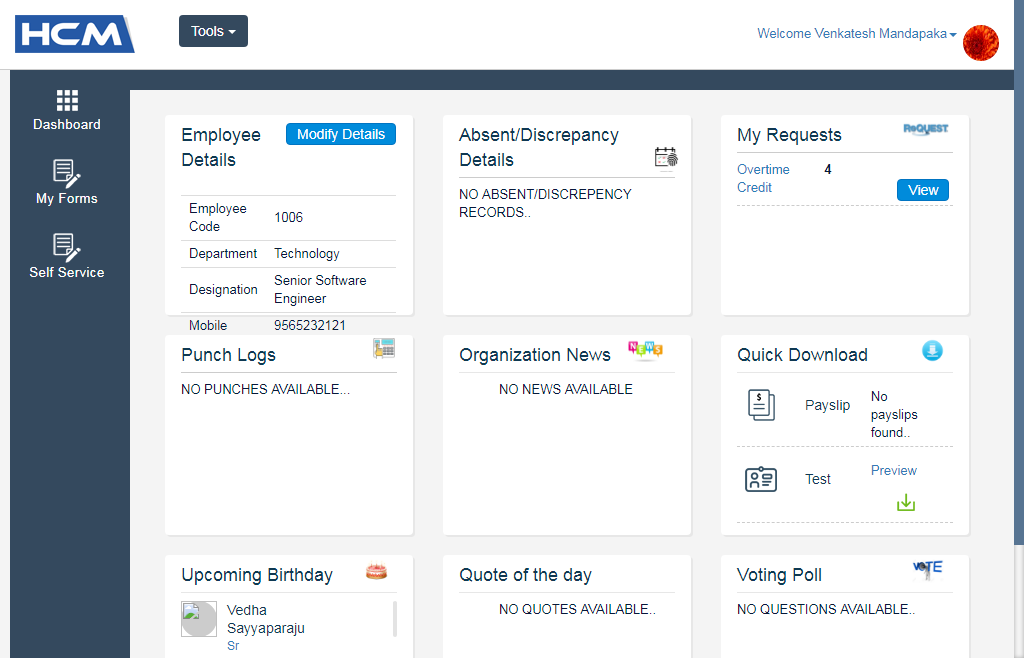 HCM
Tools
Welcome Venkatesh Mandapaka
Dashboard
My Forms
Self Service
Employee
Details
Modify Details
Employee
Code
1006
Department
Technology
Designation
Senior Software
Engineer
Mobile
9565232121
Absent/Discrepancy
Details
NO ABSENT/DISCREPENCY
RECORDS..
My Requests
ReQUEST
Overtime
Credit
4
View
Punch Logs
NO PUNCHES AVAILABLE...
Organization News
NEWS
NO NEWS AVAILABLE
Quick Download
$
Payslip
No
payslips
found..
Test
Preview
Upcoming Birthday
Vedha
Sayyaparaju
Sr
Quote of the day
NO QUOTES AVAILABLE..
Voting Poll
VOTE
NO QUESTIONS AVAILABLE..